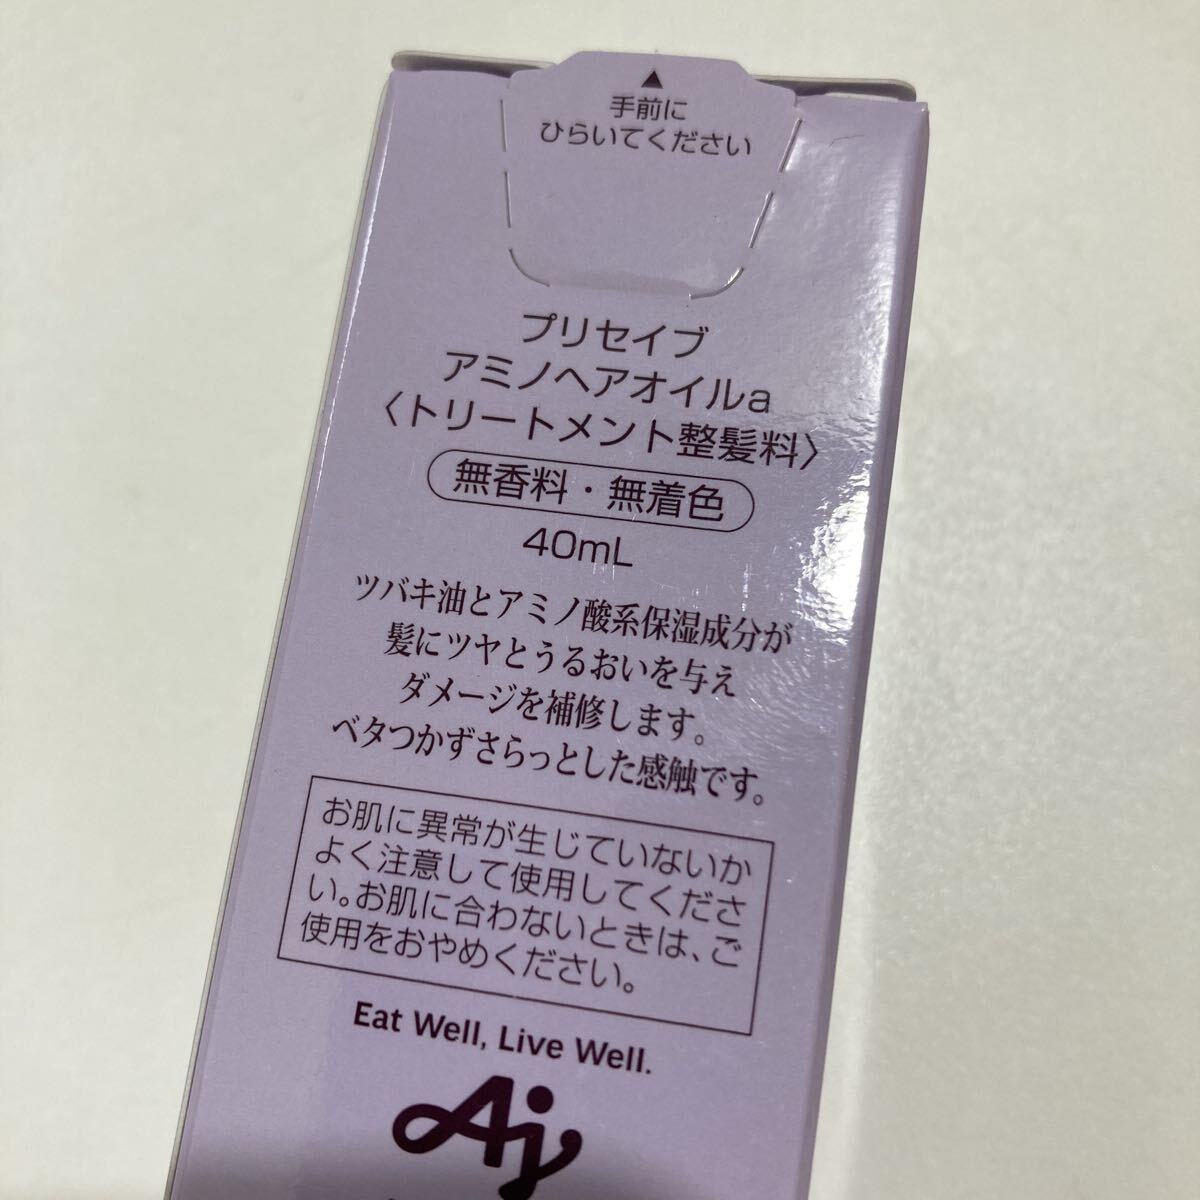 ▲
手前に
ひらいてください
プリセイブ
アミノヘアオイルa
〈トリートメント整髪料〉
無香料・無着色
40mL
ツバキ油とアミノ酸系保湿成分が
髪にツヤとうるおいを与え
ダメージを補修します。
ベタつかずさらっとした感触です。
お肌に異常が生じていないか
よく注意して使用してくださ
い。お肌に合わないときは、ご
使用をおやめください。
Eat Well, Live Well.
Aj